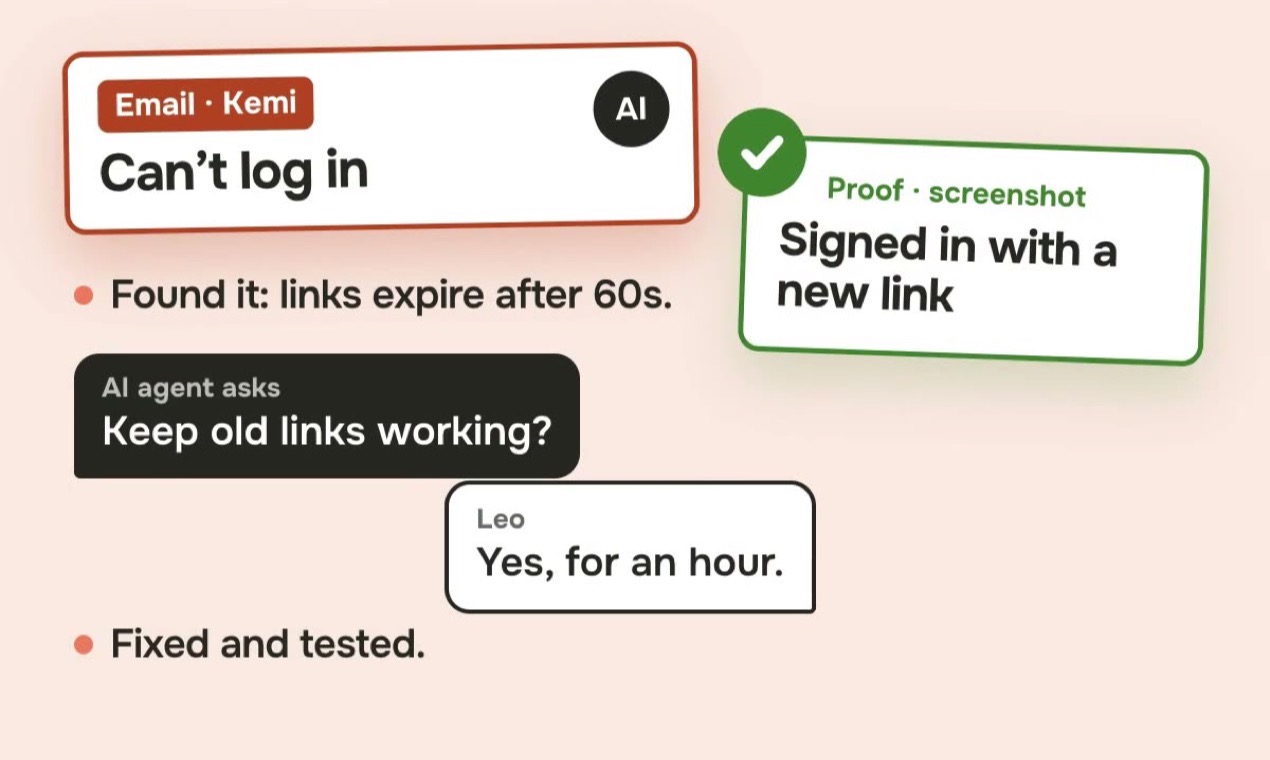 Email · Kemi
AI
Can’t log in
Proof · screenshot
Signed in with a
new link
Found it: links expire after 60s.
AI agent asks
Keep old links working?
Leo
Yes, for an hour.
Fixed and tested.